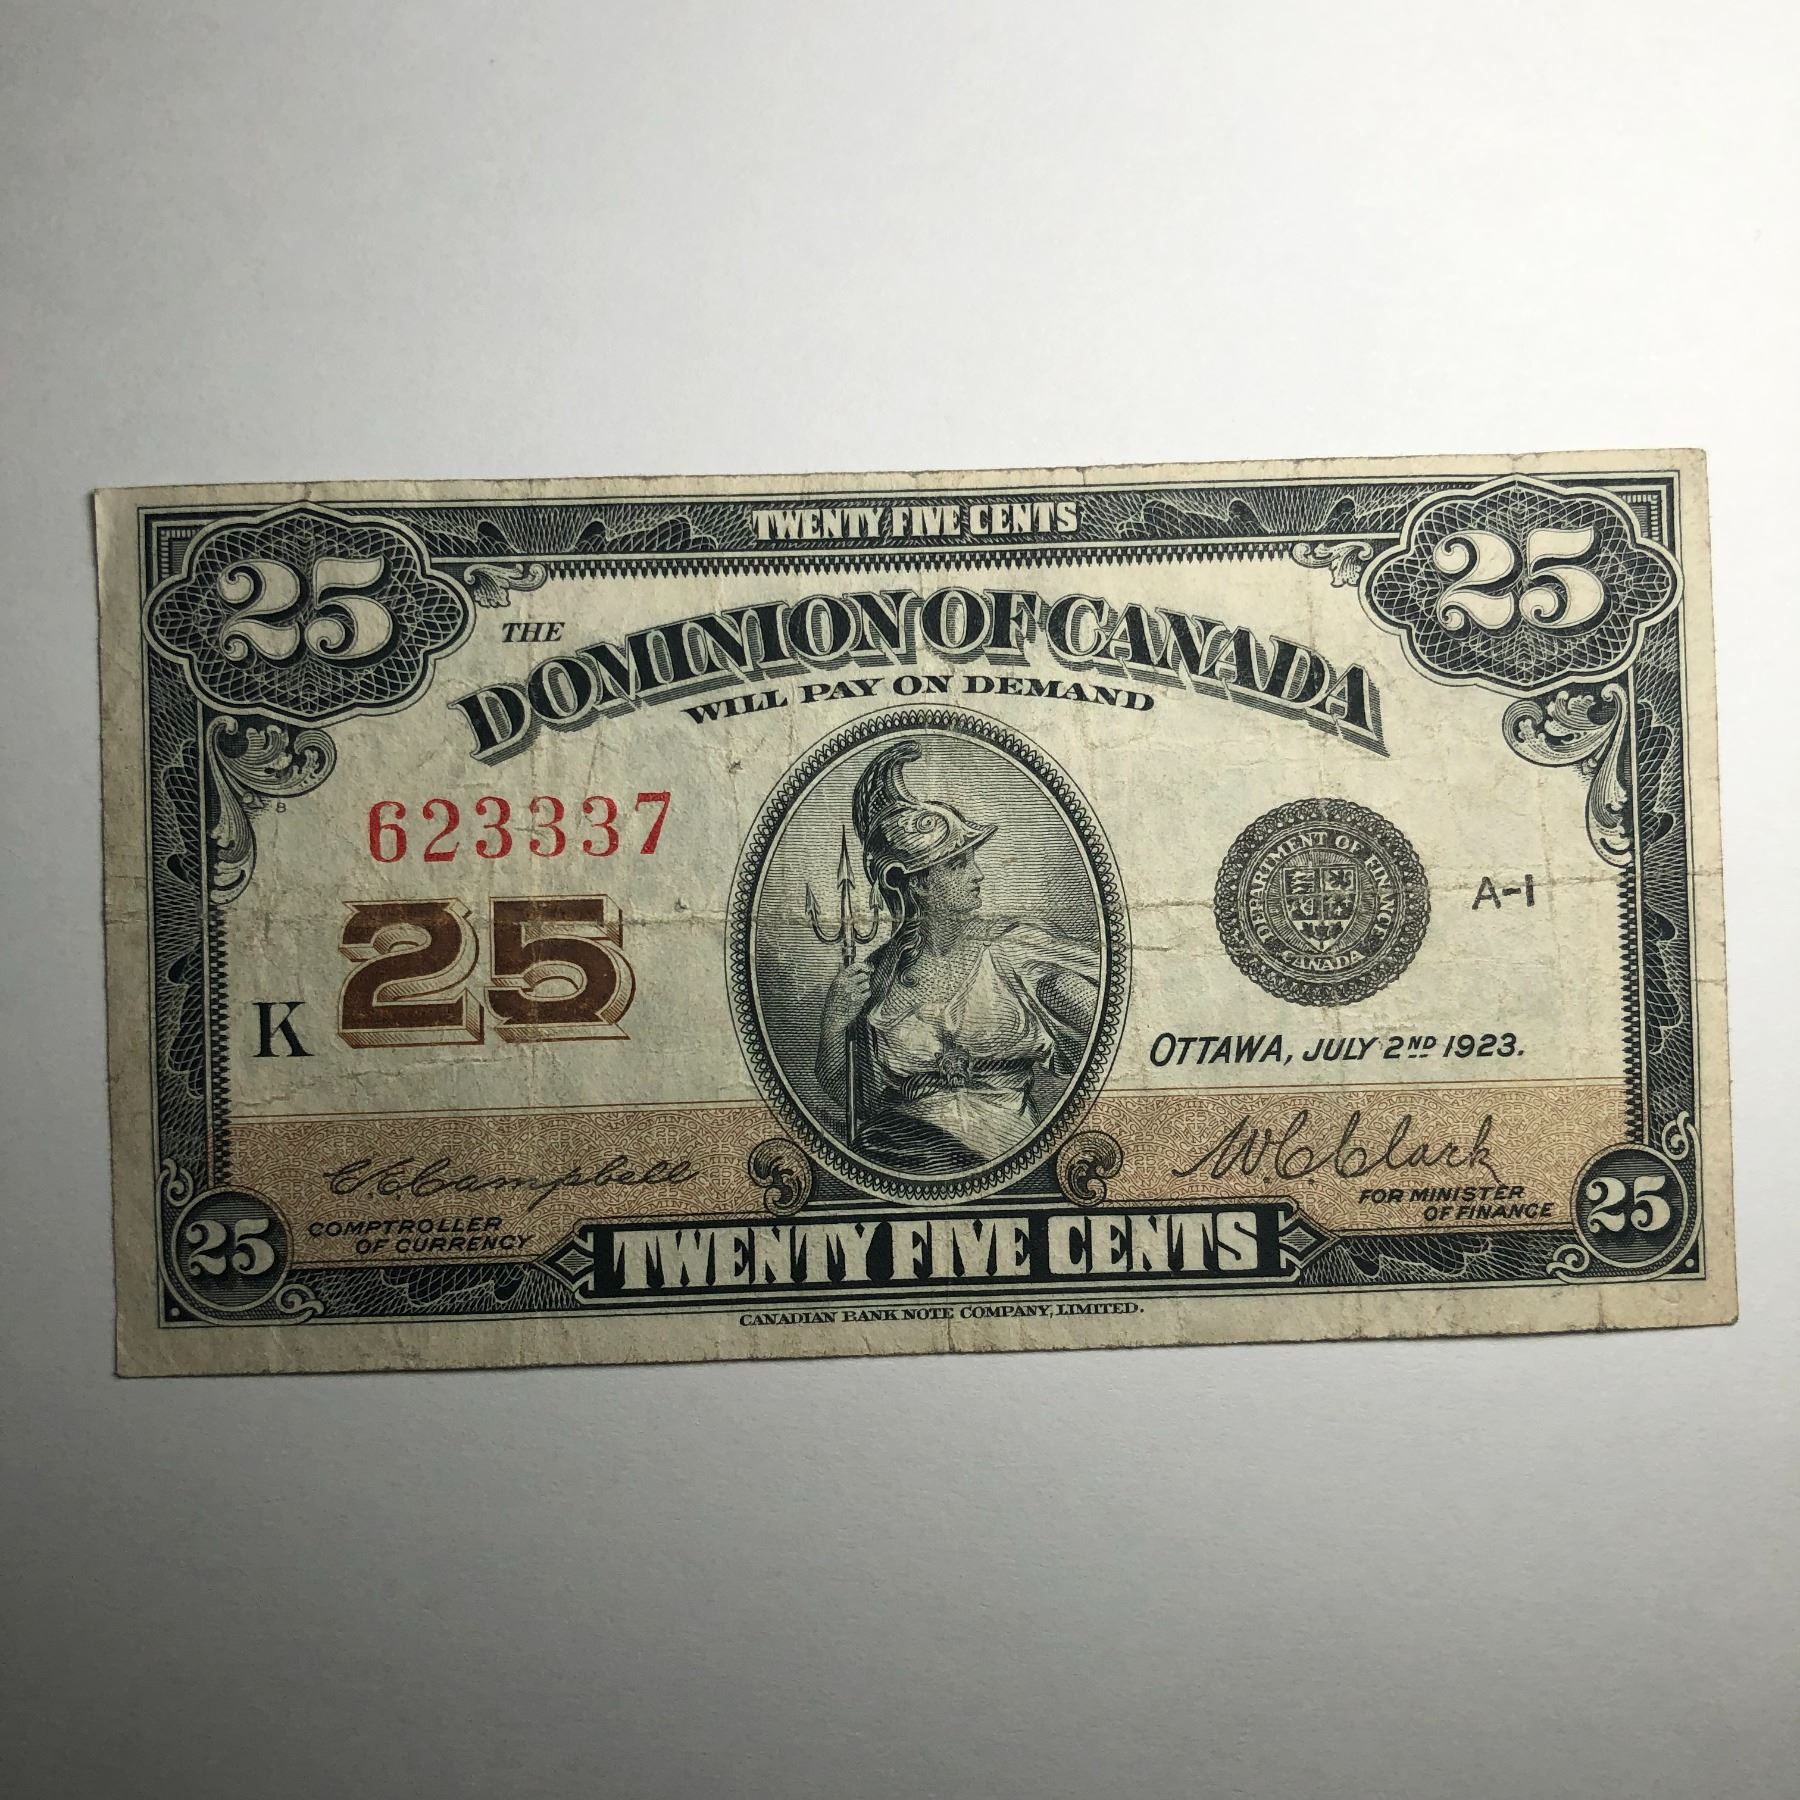 TWENTY FIVE CENTS
25 25
THE DOMINION OF CANADA
WILL PAY ON DEMAND
623337
B
25
K
DEPARTMENT OF FINANCE
CANADA
A-1
OTTAWA, JULY 2ND 1923.
C.E.Campbell
COMPTROLLER
OF CURRENCY
W.C.Clark
FOR MINISTER
OF FINANCE
25 TWENTY FIVE CENTS 25
CANADIAN BANK NOTE COMPANY, LIMITED.